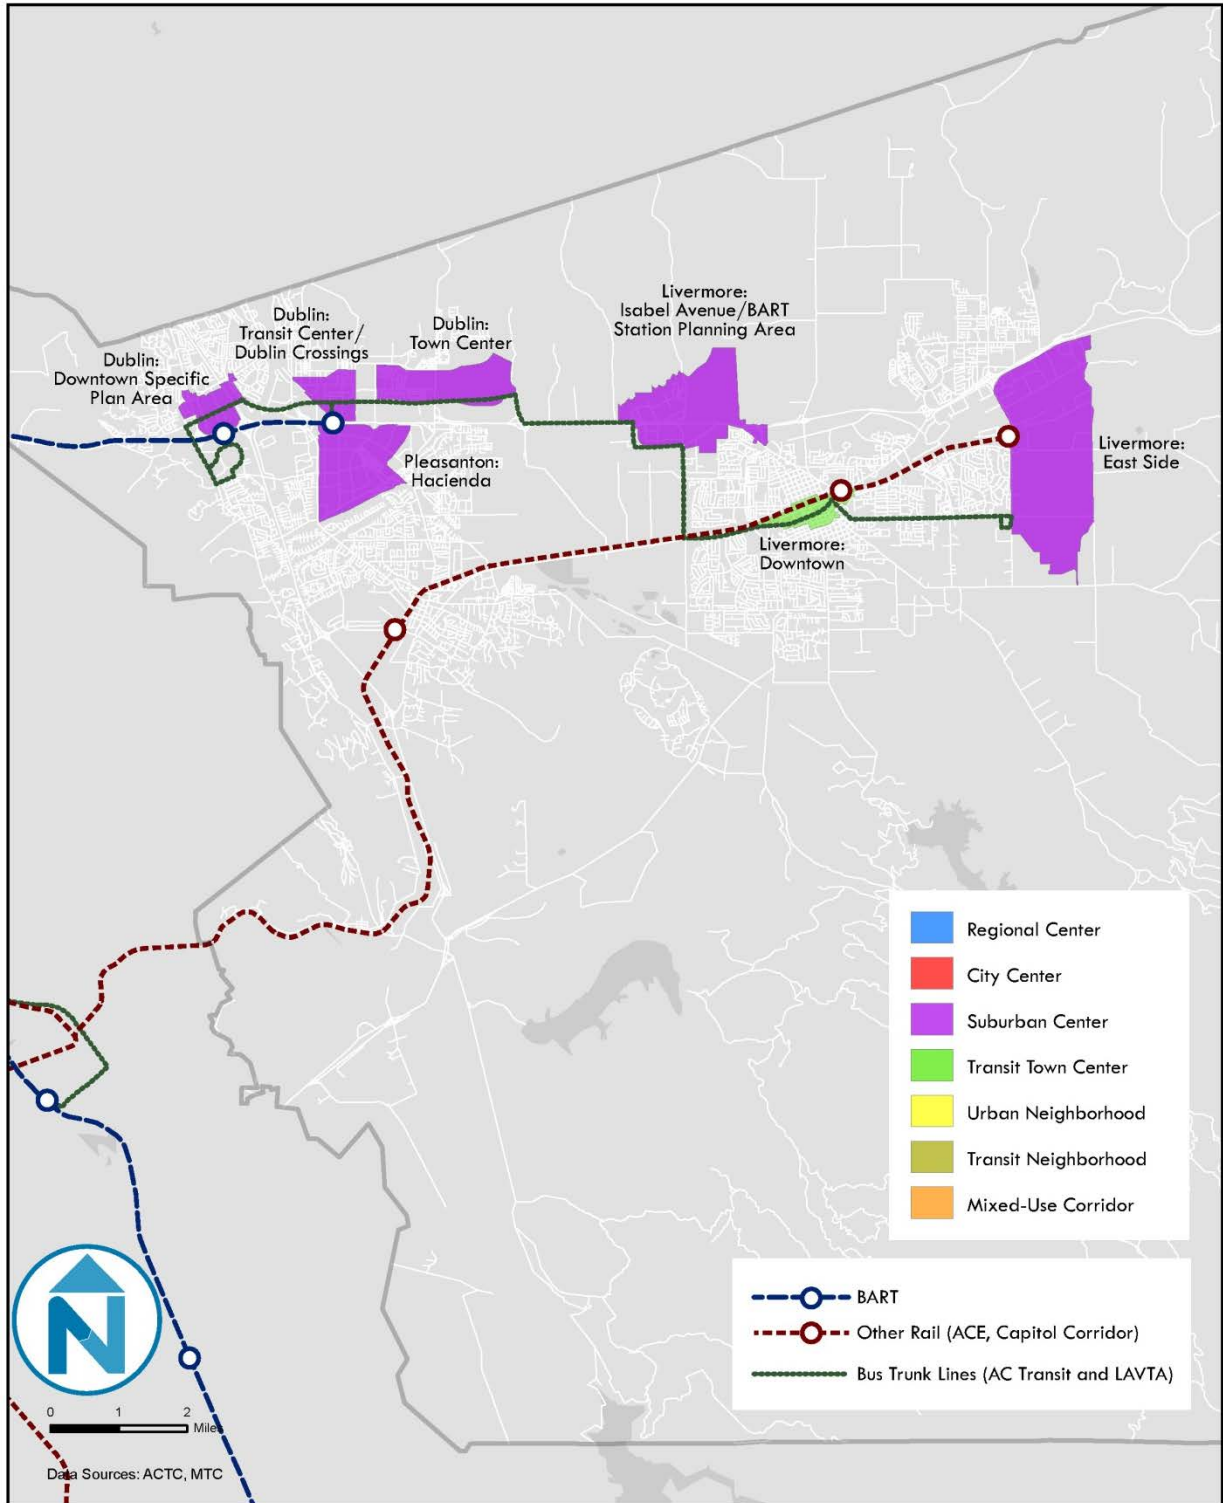 Livermore:
Isabel Avenue/BART
Station Planning Area
Dublin:
Transit Center/
Dublin Crossings
Dublin:
Town Center
Dublin:
Downtown Specific
Plan Area
Pleasanton:
Hacienda
Livermore:
East Side
Livermore:
Downtown
Regional Center
City Center
Suburban Center
Transit Town Center
Urban Neighborhood
Transit Neighborhood
Mixed-Use Corridor
BART
Other Rail (ACE, Capitol Corridor)
Bus Trunk Lines (AC Transit and LAVTA)
N
0 1 2
Miles
Data Sources: ACTC, MTC